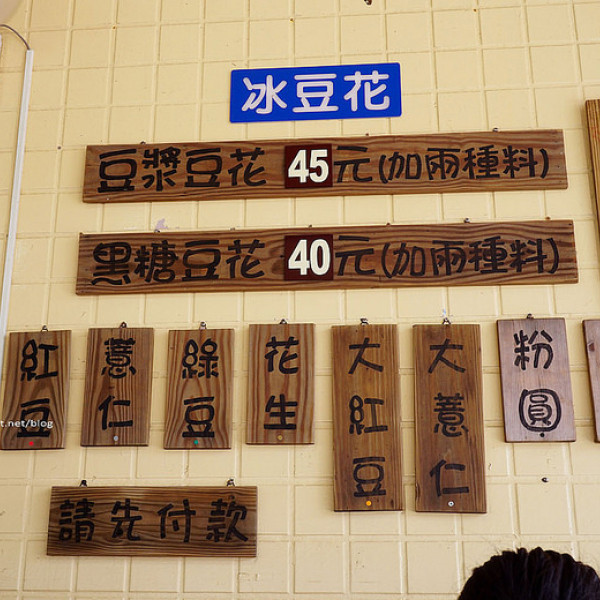 冰豆花
豆漿豆花 45元(加兩種料)
黑糖豆花 40元(加兩種料)
紅豆
薏仁
綠豆
花生
大紅豆
大薏仁
粉圓
t.net/blog
請先付款